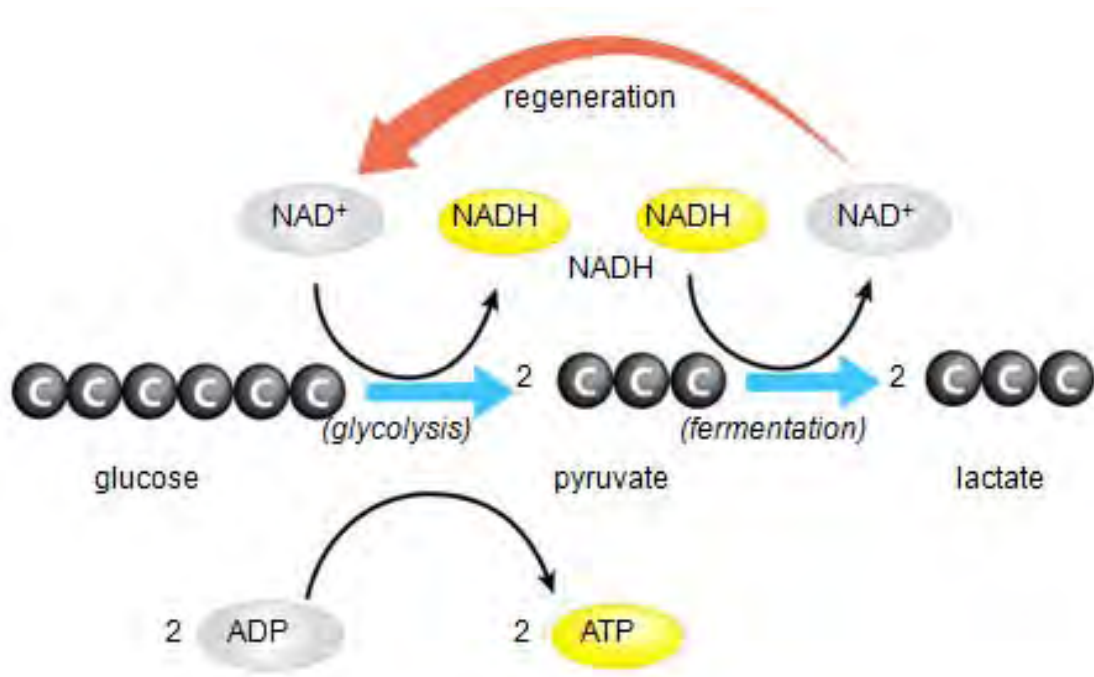 regeneration
NAD+ NADH NADH NAD+
NADH
C C C C C C 2 C C C 2 C C C
(glycolysis) (fermentation)
glucose pyruvate lactate
2 ADP 2 ATP